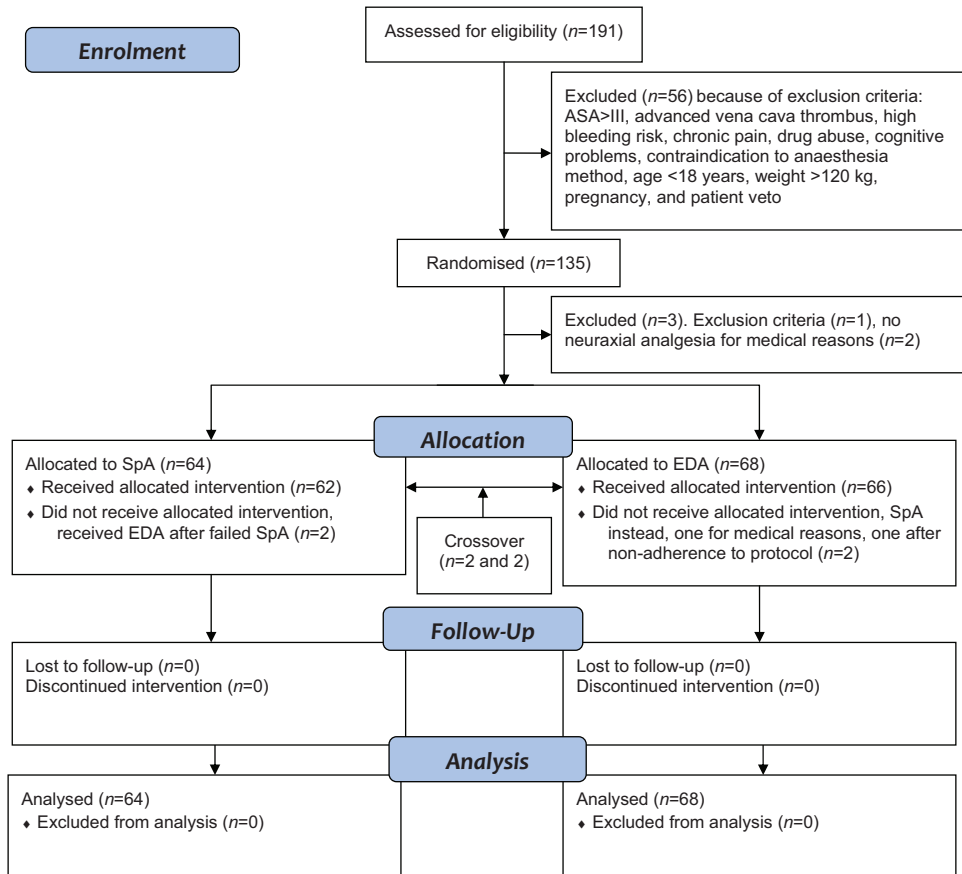 Enrolment
Assessed for eligibility (n=191)
Excluded (n=56) because of exclusion criteria:
ASA>III, advanced vena cava thrombus, high
bleeding risk, chronic pain, drug abuse, cognitive
problems, contraindication to anaesthesia
method, age <18 years, weight >120 kg,
pregnancy, and patient veto
Randomised (n=135)
Excluded (n=3). Exclusion criteria (n=1), no
neuraxial analgesia for medical reasons (n=2)
Allocation
Allocated to SpA (n=64)
♦ Received allocated intervention (n=62)
♦ Did not receive allocated intervention,
received EDA after failed SpA (n=2)
Crossover
(n=2 and 2)
Allocated to EDA (n=68)
♦ Received allocated intervention (n=66)
♦ Did not receive allocated intervention, SpA
instead, one for medical reasons, one after
non-adherence to protocol (n=2)
Follow-Up
Lost to follow-up (n=0)
Discontinued intervention (n=0)
Lost to follow-up (n=0)
Discontinued intervention (n=0)
Analysis
Analysed (n=64)
♦ Excluded from analysis (n=0)
Analysed (n=68)
♦ Excluded from analysis (n=0)